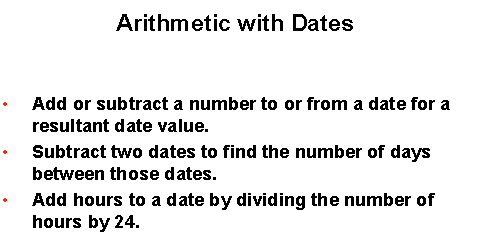 Arithmetic with Dates
• Add or subtract a number to or from a date for a
resultant date value.
• Subtract two dates to find the number of days
between those dates.
• Add hours to a date by dividing the number of
hours by 24.